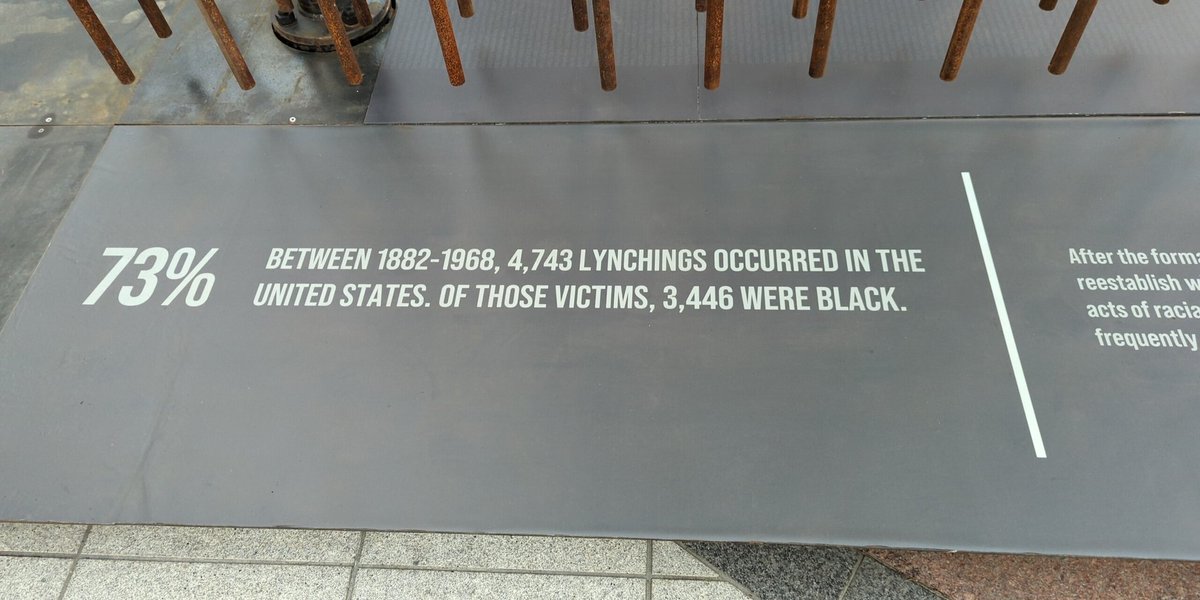 73%
BETWEEN 1882-1968, 4,743 LYNCHINGS OCCURRED IN THE
UNITED STATES. OF THOSE VICTIMS, 3,446 WERE BLACK.
After the
reestablish
acts of
frequently